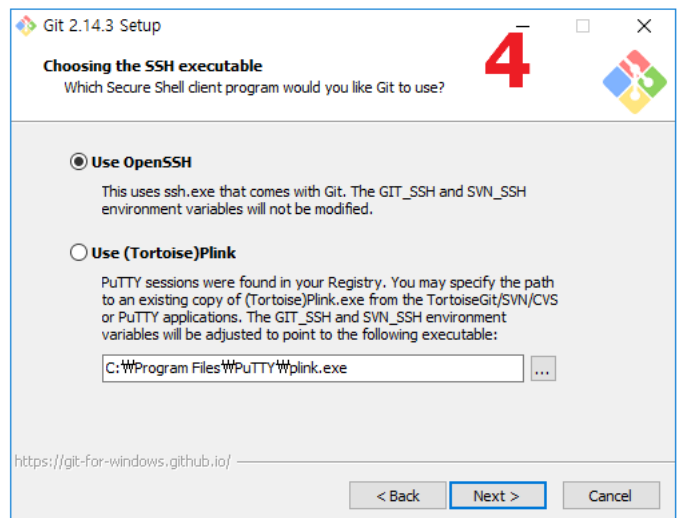 Git 2.14.3 Setup
4
Choosing the SSH executable
Which Secure Shell client program would you like Git to use?
Use OpenSSH
This uses ssh.exe that comes with Git. The GIT_SSH and SVN_SSH
environment variables will not be modified.
Use (Tortoise)Plink
PuTTY sessions were found in your Registry. You may specify the path
to an existing copy of (Tortoise)Plink.exe from the TortoiseGit/SVN/CVS
or PuTTY applications. The GIT_SSH and SVN_SSH environment
variables will be adjusted to point to the following executable:
C:₩Program Files₩PuTTY₩plink.exe
...
https://git-for-windows.github.io/
< Back
Next >
Cancel